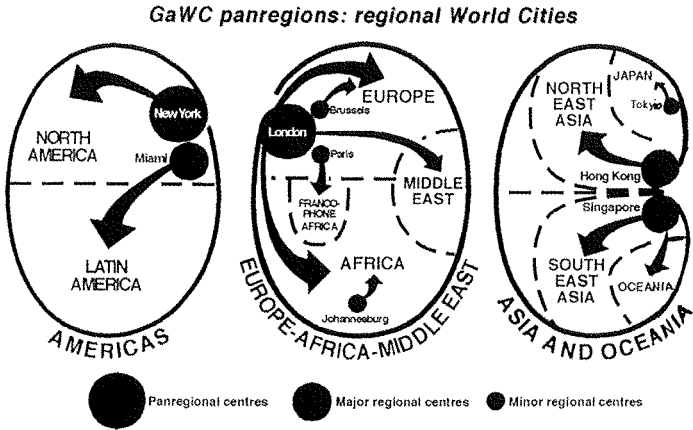 GaWC panregions: regional World Cities
New York
NORTH
AMERICA
Miami
LATIN
AMERICA
AMERICAS
EUROPE
Brussels
London
Paris
MIDDLE
EAST
FRANCO-
PHONE
AFRICA
AFRICA
Johannesburg
EUROPE-AFRICA-MIDDLE EAST
JAPAN
Tokyo
NORTH
EAST
ASIA
Hong Kong
Singapore
SOUTH
EAST
ASIA
OCEANIA
ASIA AND OCEANIA
Panregional centres
Major regional centres
Minor regional centres